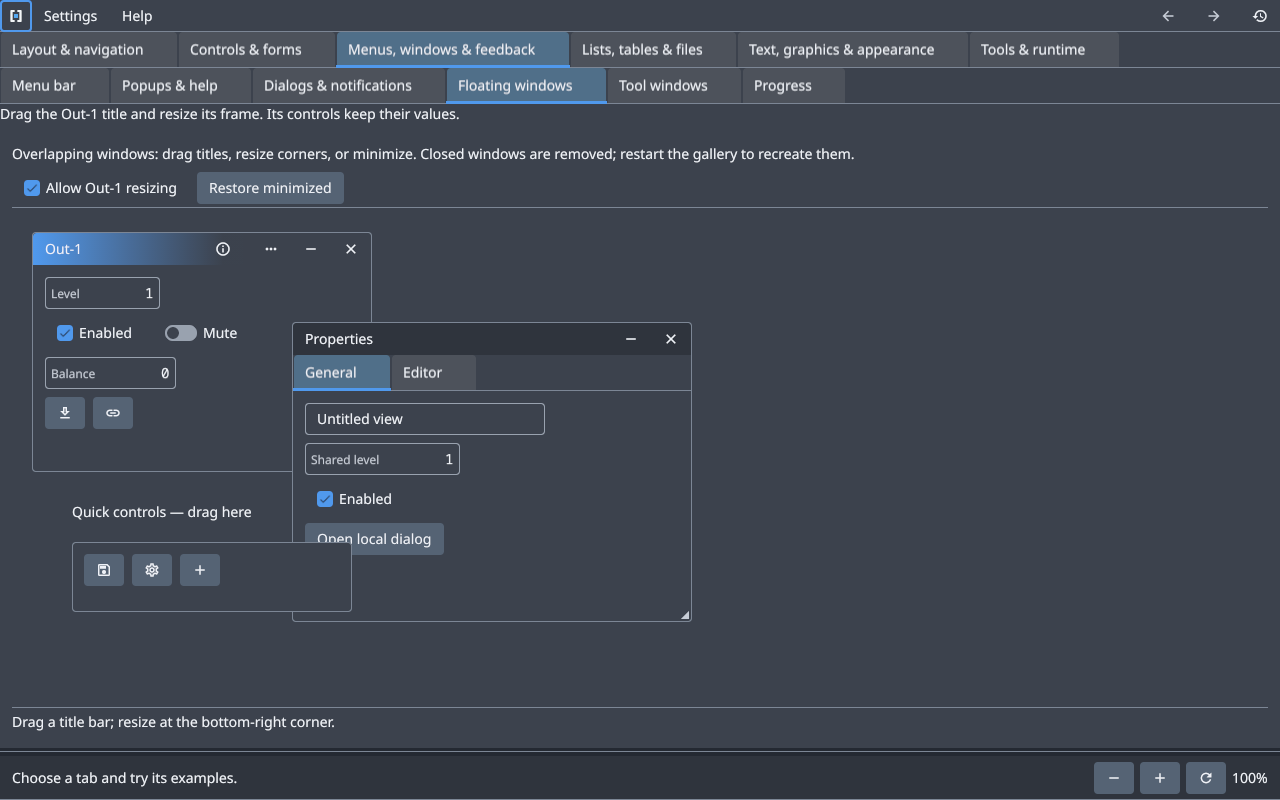 Settings Help
Layout & navigation Controls & forms Menus, windows & feedback Lists, tables & files Text, graphics & appearance Tools & runtime
Menu bar Popups & help Dialogs & notifications Floating windows Tool windows Progress
Drag the Out-1 title and resize its frame. Its controls keep their values.
Overlapping windows: drag titles, resize corners, or minimize. Closed windows are removed; restart the gallery to recreate them.
Allow Out-1 resizing Restore minimized
Out-1
Level 1
Enabled Mute
Balance 0
Properties
General Editor
Untitled view
Shared level 1
Enabled
Open local dialog
Quick controls — drag here
Drag a title bar; resize at the bottom-right corner.
Choose a tab and try its examples. 100%